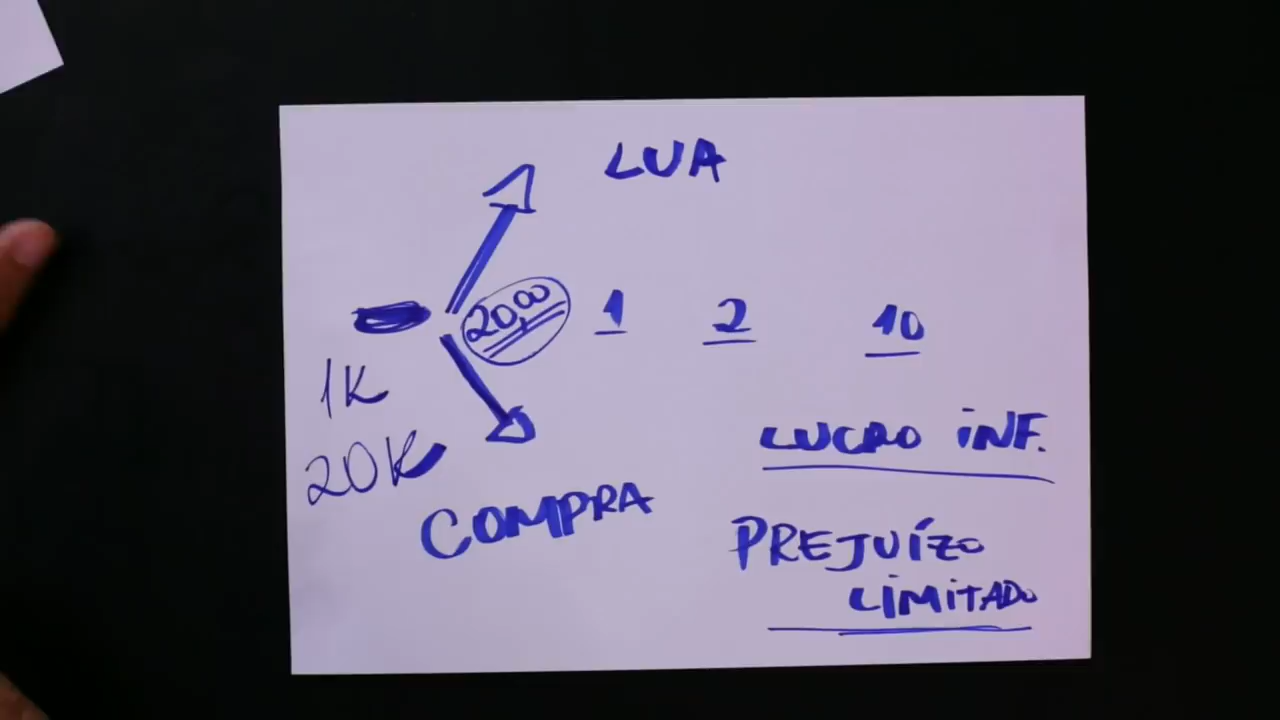 LUA
20,00 1 2 10
1K
20K
LUCRO INF.
COMPRA
PREJUÍZO
LIMITADO